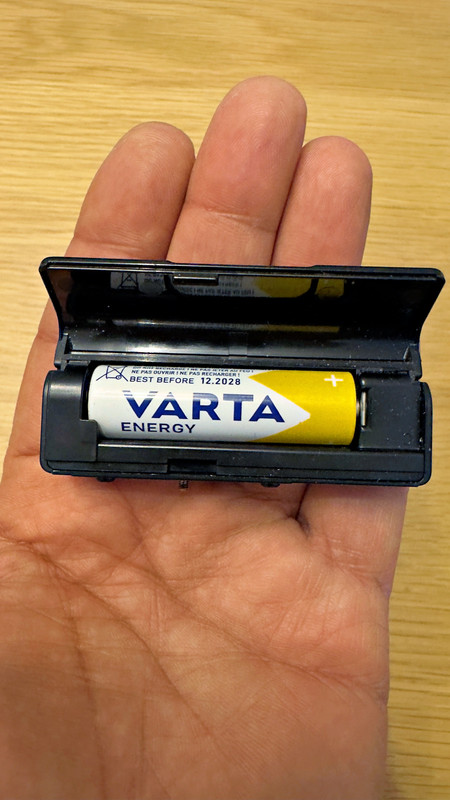 NE PAS OUVRIR ! NE PAS RECHARGER !
BEST BEFORE 12.2028
VARTA
+
ENERGY